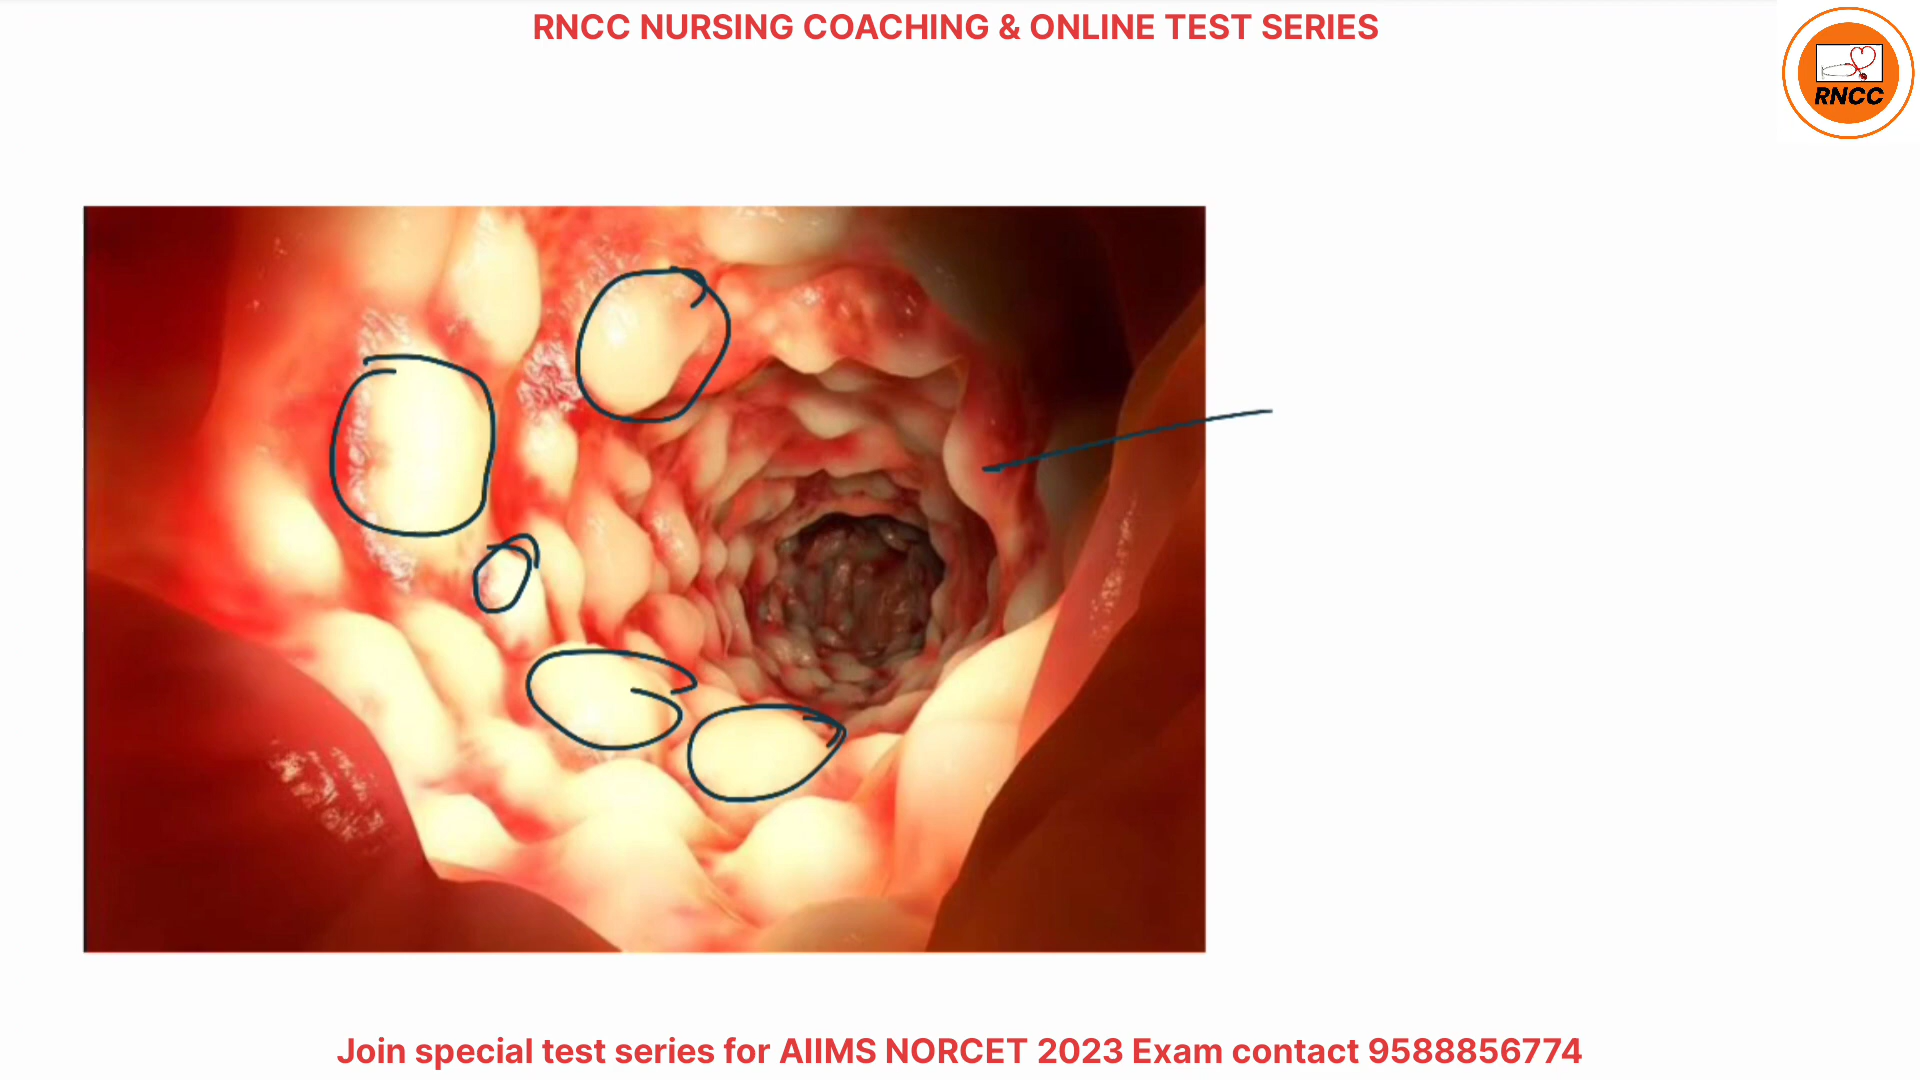 RNCC NURSING COACHING & ONLINE TEST SERIES
RNCC
Join special test series for AIIMS NORCET 2023 Exam contact 9588856774